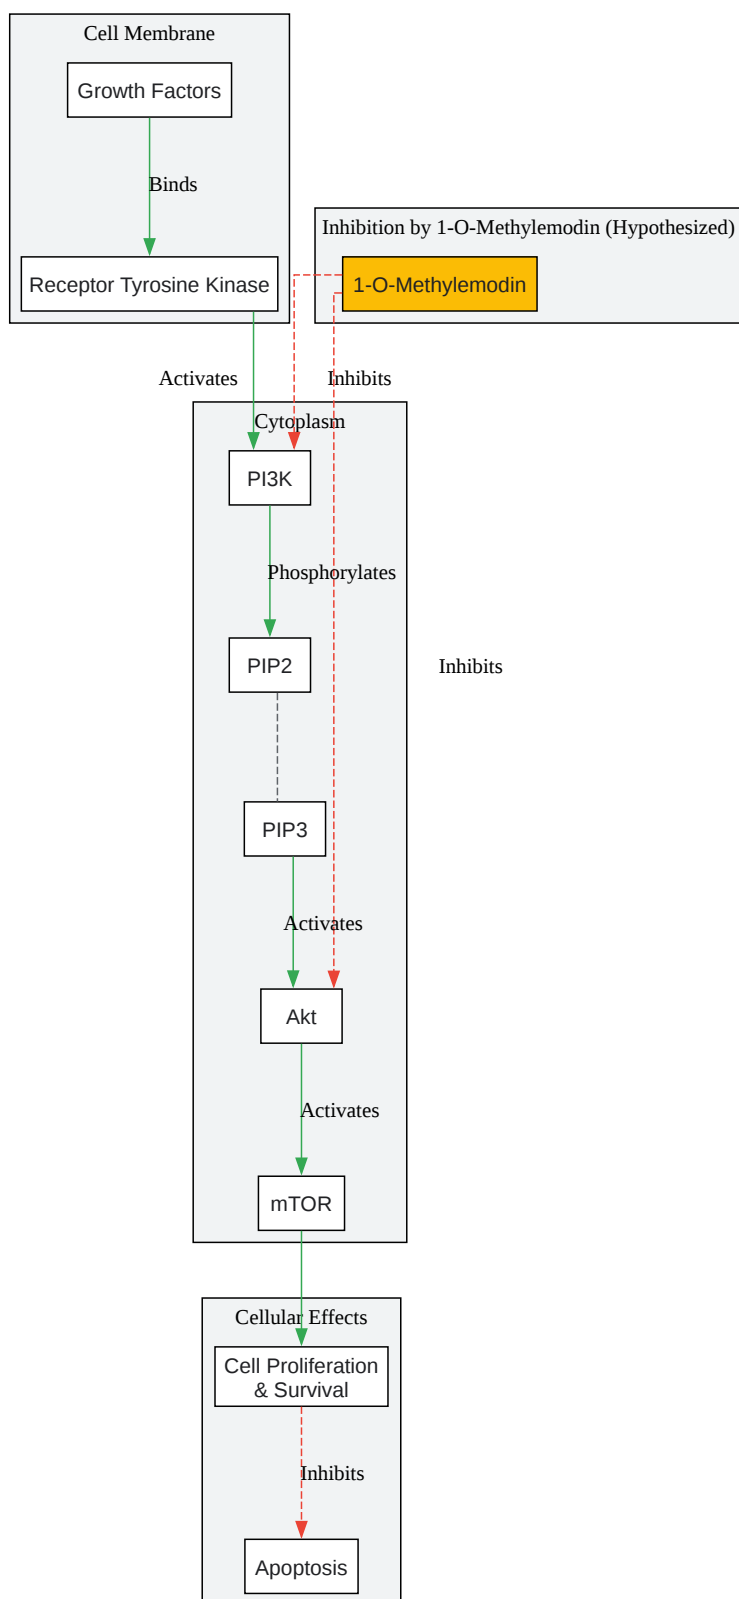 Cell Membrane
Growth Factors
Binds
Inhibition by 1-O-Methylemodin (Hypothesized)
Receptor Tyrosine Kinase
1-O-Methylemodin
Activates
Inhibits
Cytoplasm
PI3K
Phosphorylates
PIP2
Inhibits
PIP3
Activates
Akt
Activates
mTOR
Cellular Effects
Cell Proliferation
& Survival
Inhibits
Apoptosis